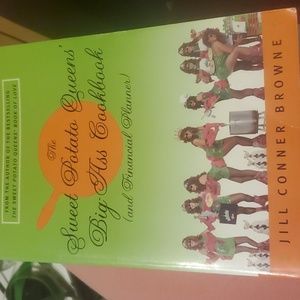 FROM THE AUTHOR OF THE BESTSELLING
THE SWEET POTATO QUEENS' BOOK OF LOVE
The
Sweet Potato Queens'
Big-Ass Cookbook
(and Financial Planner)
JILL CONNER BROWNE